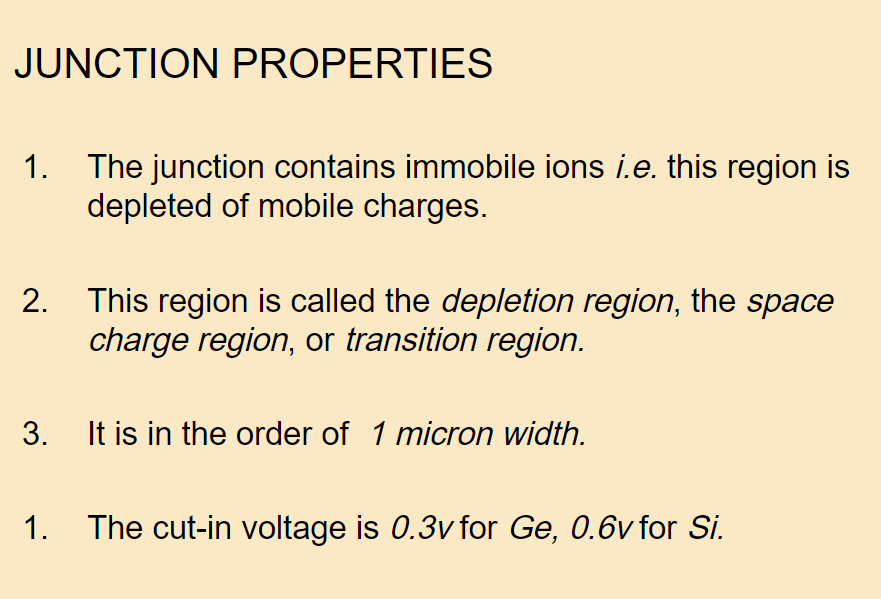 JUNCTION PROPERTIES
1. The junction contains immobile ions i.e. this region is
depleted of mobile charges.
2. This region is called the depletion region, the space
charge region, or transition region.
3. It is in the order of 1 micron width.
1. The cut-in voltage is 0.3v for Ge, 0.6v for Si.